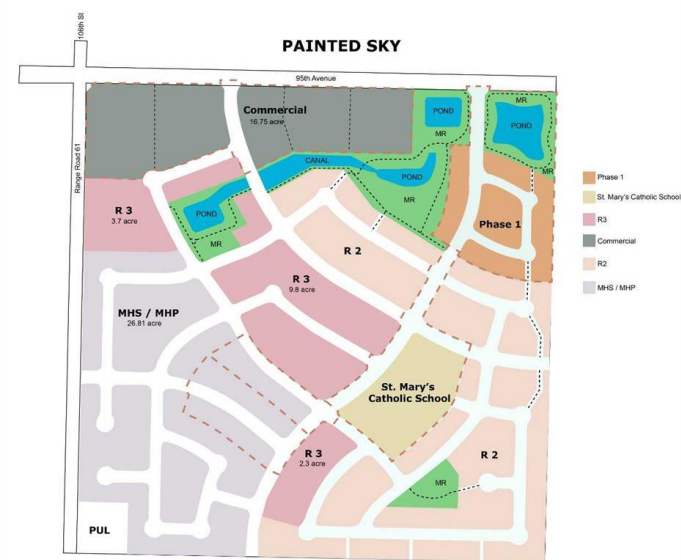 106th St
PAINTED SKY
95th Avenue
Commercial
16.75 acre
POND
MR
MR
POND
MR
CANAL
POND
MR
Range Road 61
R 3
3.7 acre
POND
MR
Phase 1
R 2
R 3
9.8 acre
MHS / MHP
26.81 acre
St. Mary's
Catholic School
R 3
2.3 acre
R 2
MR
PUL
Phase 1
St. Mary's Catholic School
R3
Commercial
R2
MHS / MHP